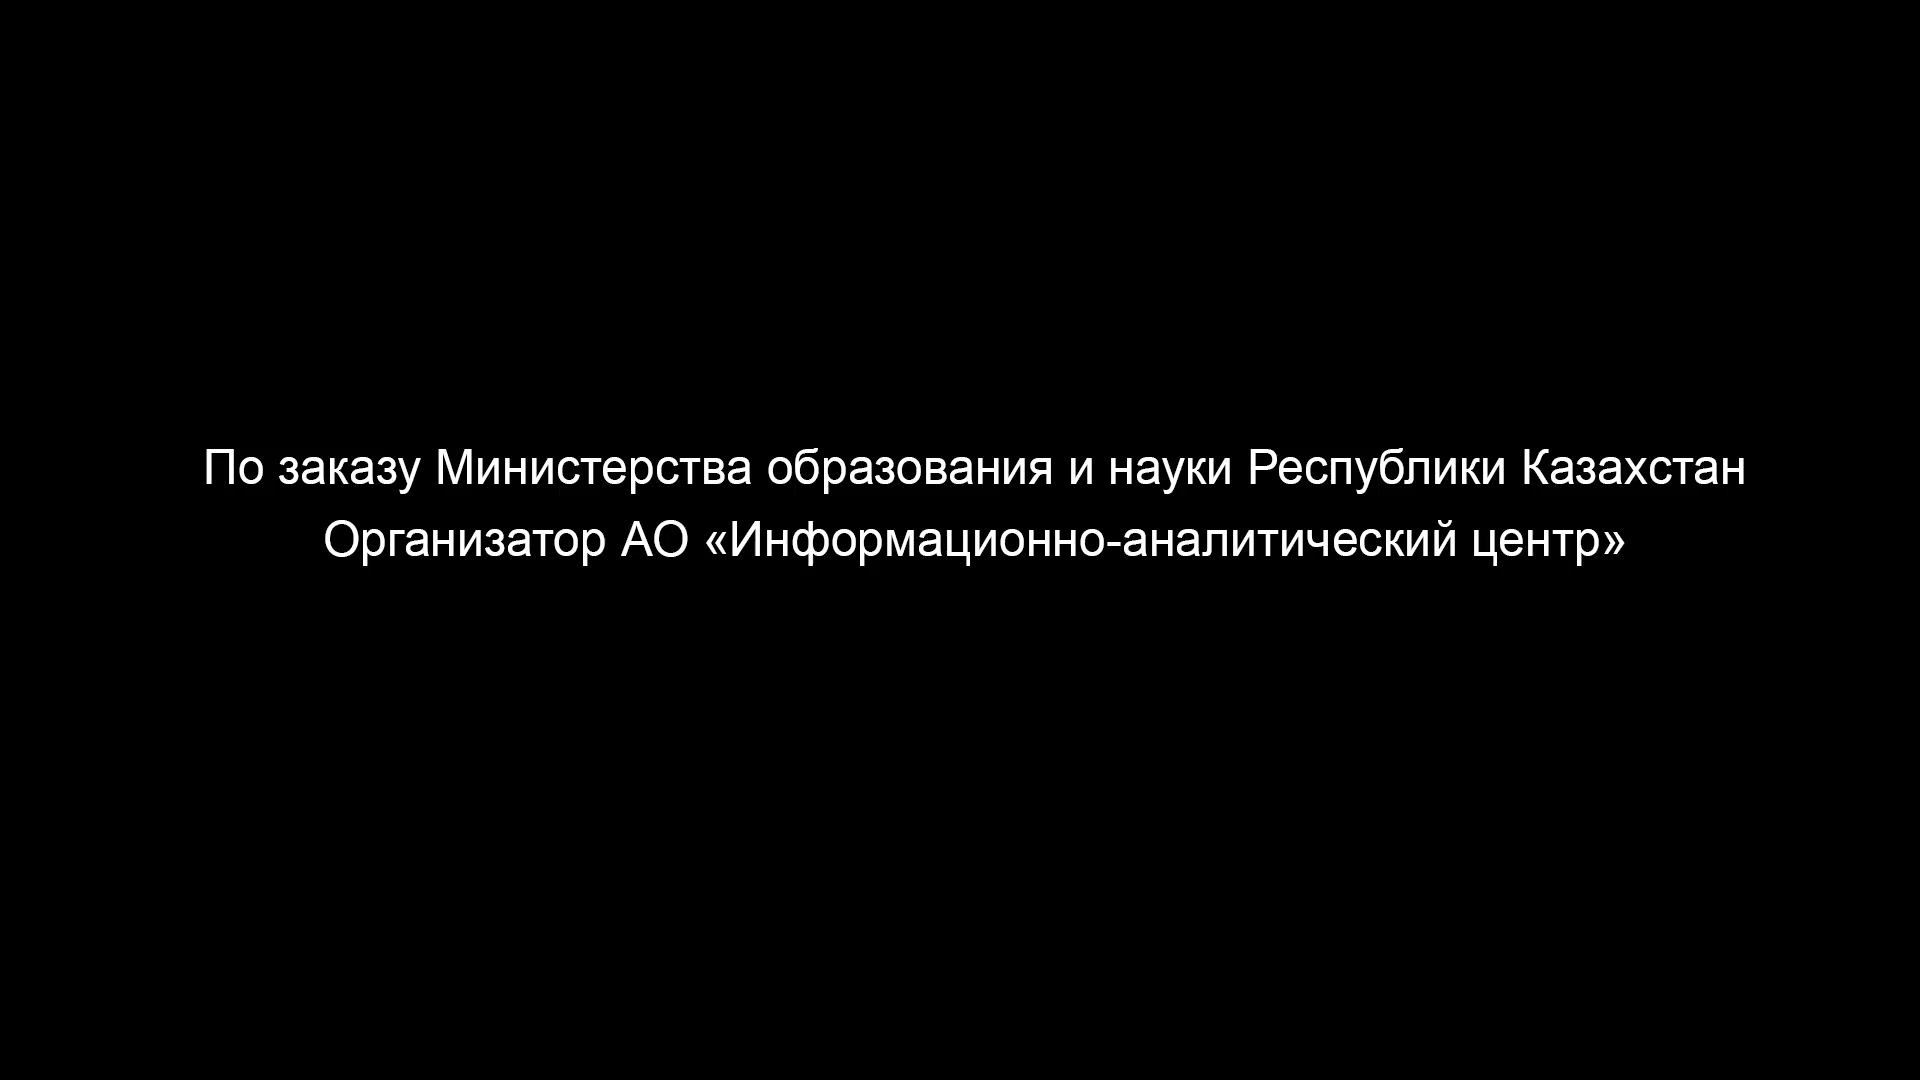 По заказу Министерства образования и науки Республики Казахстан
Организатор АО «Информационно-аналитический центр»